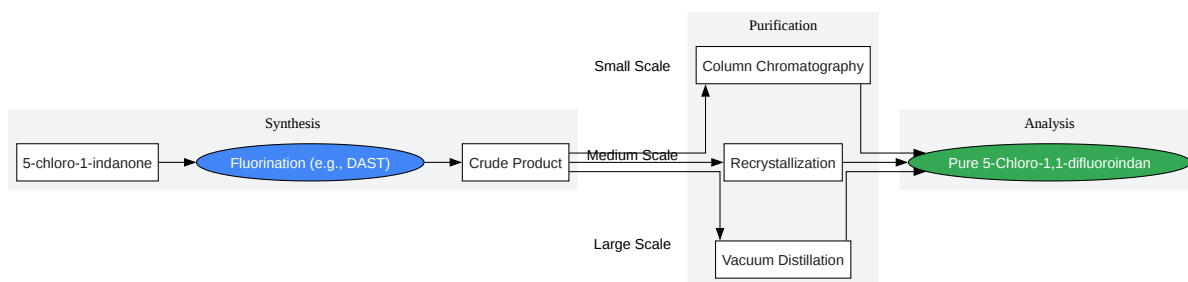 Purification
Small Scale
Column Chromatography
Synthesis
Analysis
5-chloro-1-indanone
Fluorination (e.g., DAST)
Crude Product
Medium Scale
Recrystallization
Pure 5-Chloro-1,1-difluoroindan
Large Scale
Vacuum Distillation